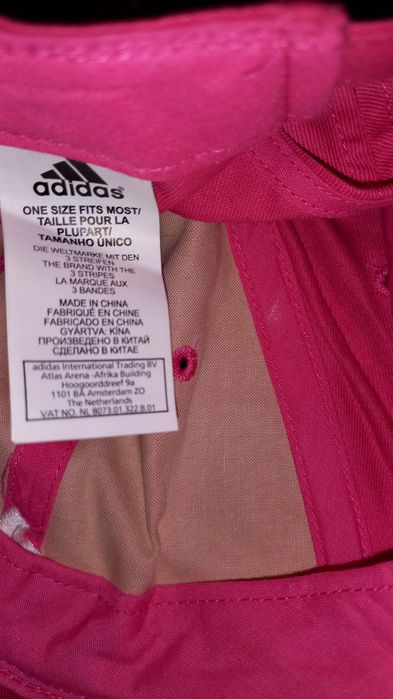 adidas®
ONE SIZE FITS MOST/
TAILLE POUR LA
PLUPART/
TAMANHO ÚNICO
DIE WELTMARKE MIT DEN
3 STREIFEN
THE BRAND WITH THE
3 STRIPES
LA MARQUE AUX
3 BANDES
MADE IN CHINA
FABRIQUÉ EN CHINE
FABRICADO EN CHINE
GYÁRTVA: KÍNA
ПРОИЗВЕДЕНО В КИТАЙ
СДЕЛАНО В КИТАЕ
adidas International Trading BV
Atlas Arena -Afrika Building
Hoogoorddreef 9a
1101 BA Amsterdam ZO
The Netherlands
VAT NO. NL 8073.01.322.B.01